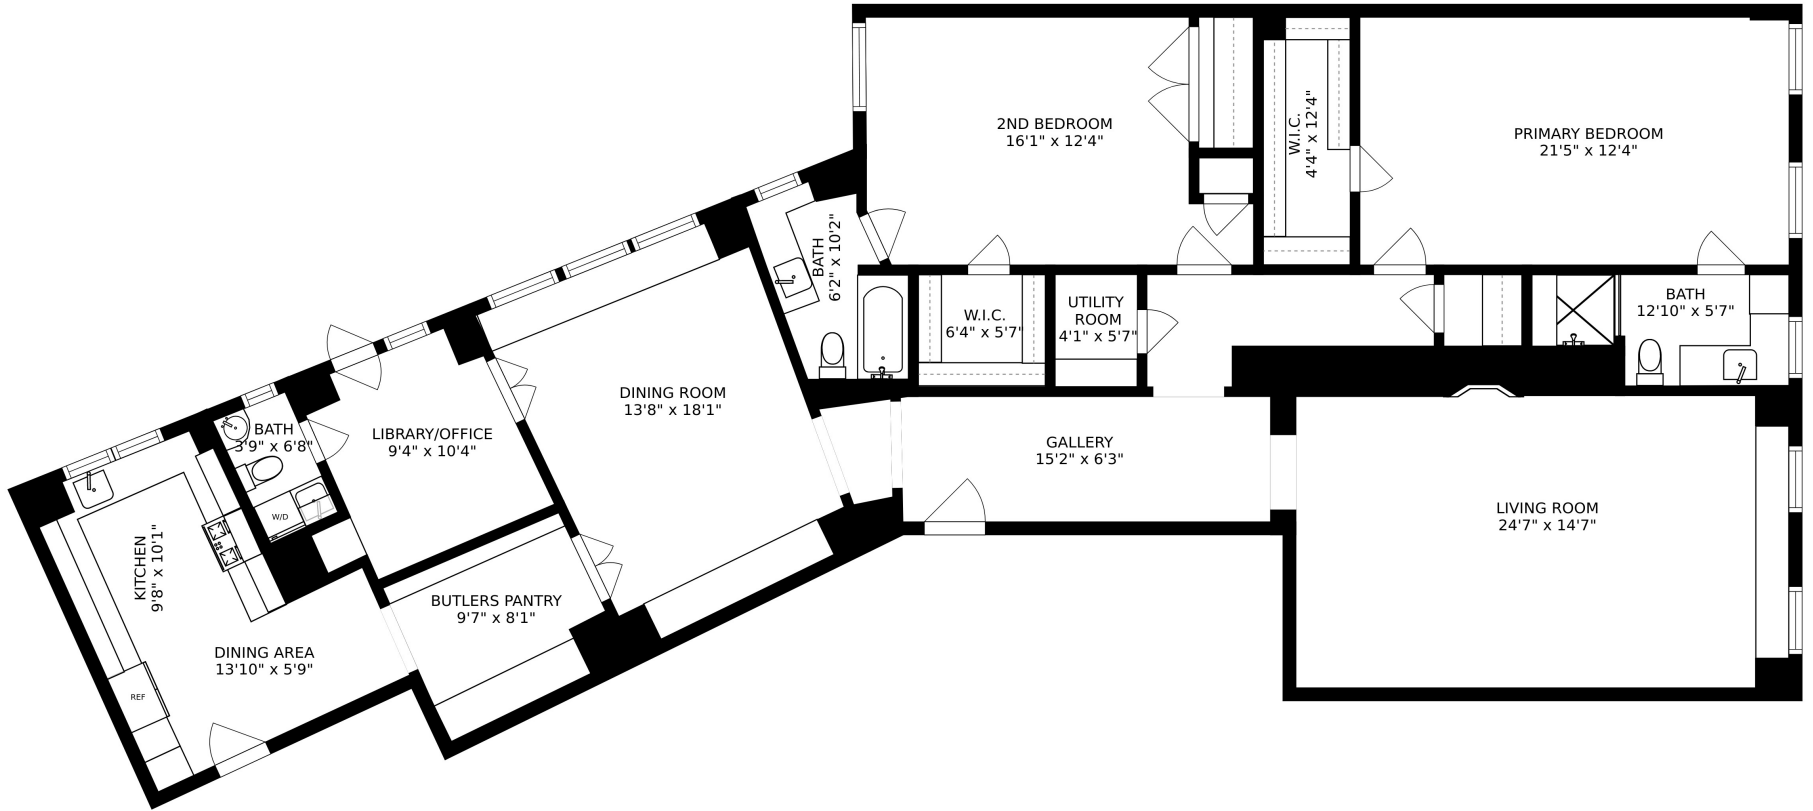 2ND BEDROOM
16'1" x 12'4"
W.I.C.
4'4" x 12'4"
PRIMARY BEDROOM
21'5" x 12'4"
BATH
6'2" x 10'2"
W.I.C.
6'4" x 5'7"
UTILITY
ROOM
4'1" x 5'7"
BATH
12'10" x 5'7"
DINING ROOM
13'8" x 18'1"
LIBRARY/OFFICE
9'4" x 10'4"
BATH
3'9" x 6'8"
GALLERY
15'2" x 6'3"
LIVING ROOM
24'7" x 14'7"
W/D
KITCHEN
9'8" x 10'1"
BUTLERS PANTRY
9'7" x 8'1"
DINING AREA
13'10" x 5'9"
REF